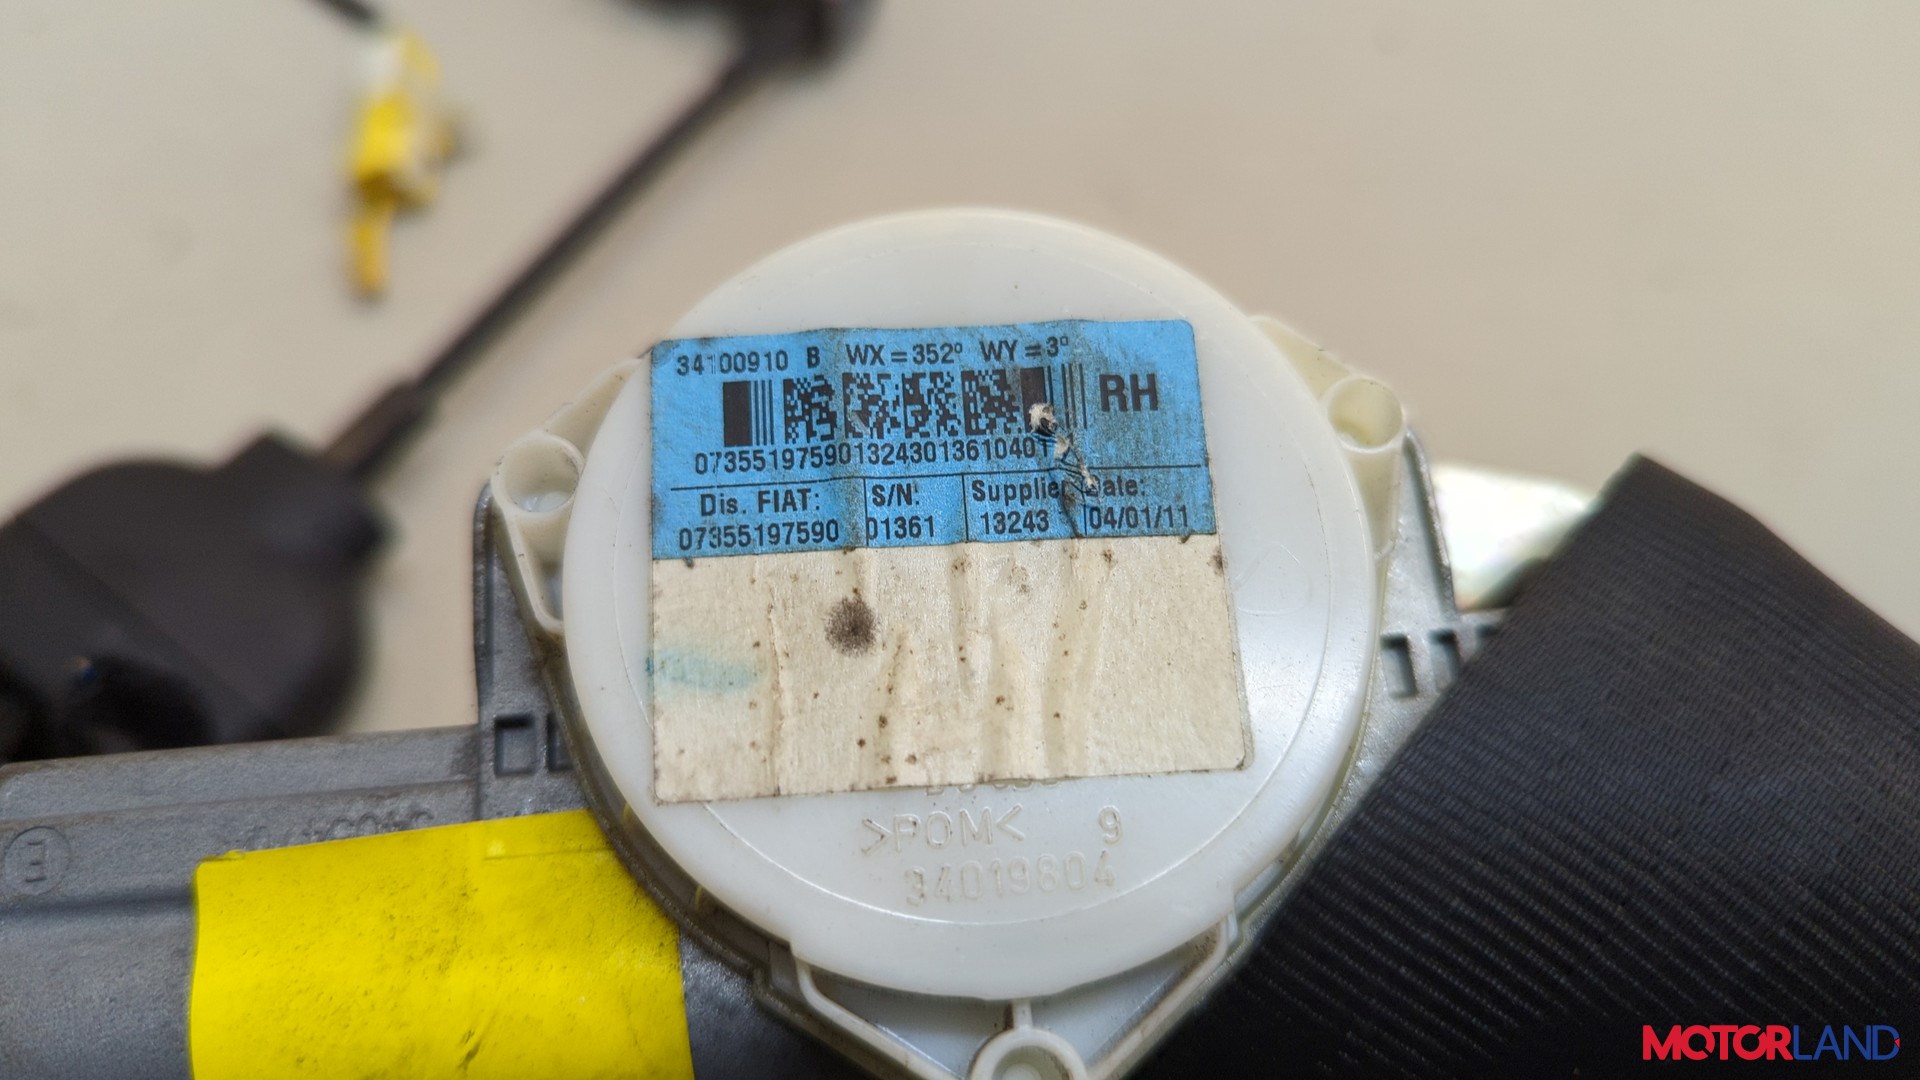 34100910 B WX=352° WY=3°
RH
0735519759013243013610401
Dis. FIAT: S/N: Supplier Date:
07355197590 01361 13243 04/01/11
>POM< 9
34019804
E
MOTORLAND